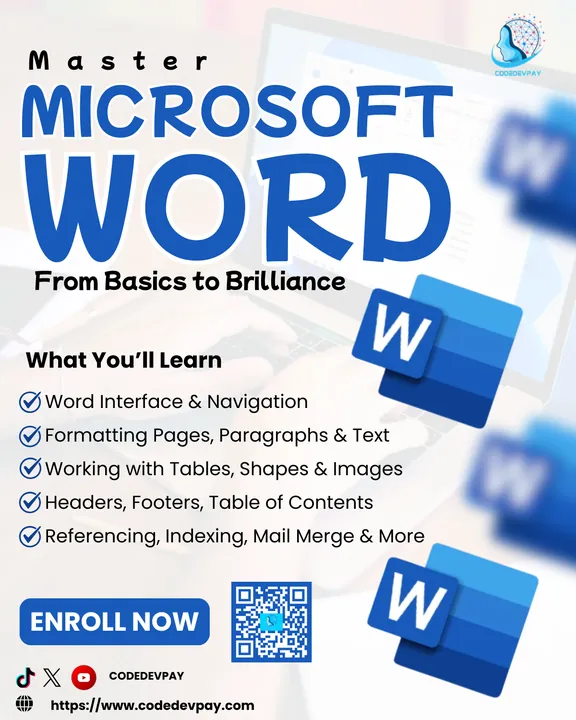 CODEDEVPAY
Master
MICROSOFT
WORD
From Basics to Brilliance
What You'll Learn
Word Interface & Navigation
Formatting Pages, Paragraphs & Text
Working with Tables, Shapes & Images
Headers, Footers, Table of Contents
Referencing, Indexing, Mail Merge & More
ENROLL NOW
CODEDEVPAY
https://www.codedevpay.com
W
W
W
W